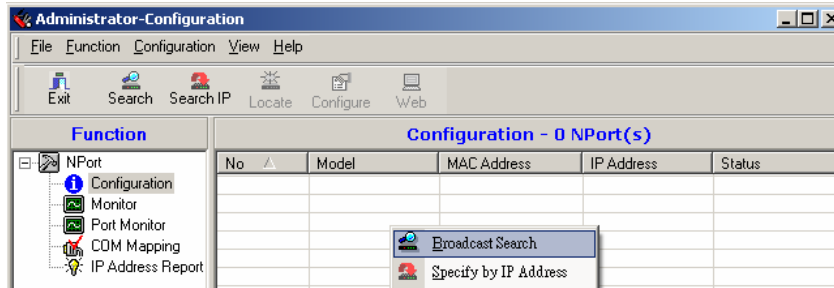 Administrator-Configuration
File Function Configuration View Help
Exit Search Search IP Locate Configure Web
Function
Configuration - 0 NPort(s)
No Model MAC Address IP Address Status
NPort
Configuration
Monitor
Port Monitor
COM Mapping
IP Address Report
Broadcast Search
Specify by IP Address